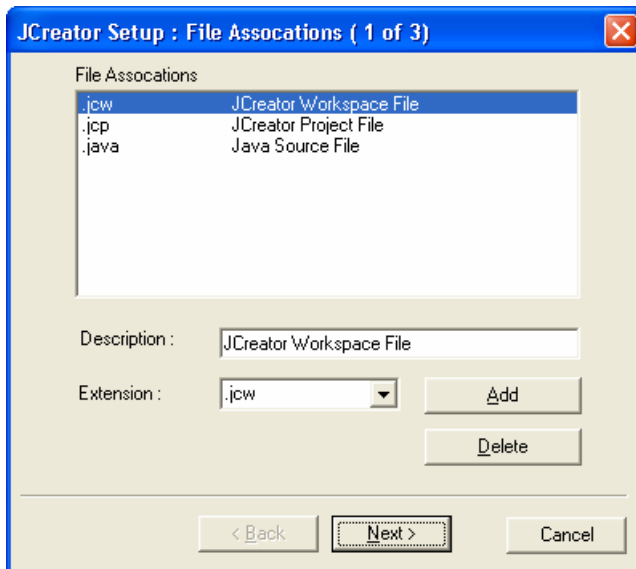 JCreator Setup : File Assocations ( 1 of 3)
File Assocations
.jcw JCreator Workspace File
.jcp JCreator Project File
.java Java Source File
Description : JCreator Workspace File
Extension : .jcw Add
Delete
< Back Next > Cancel